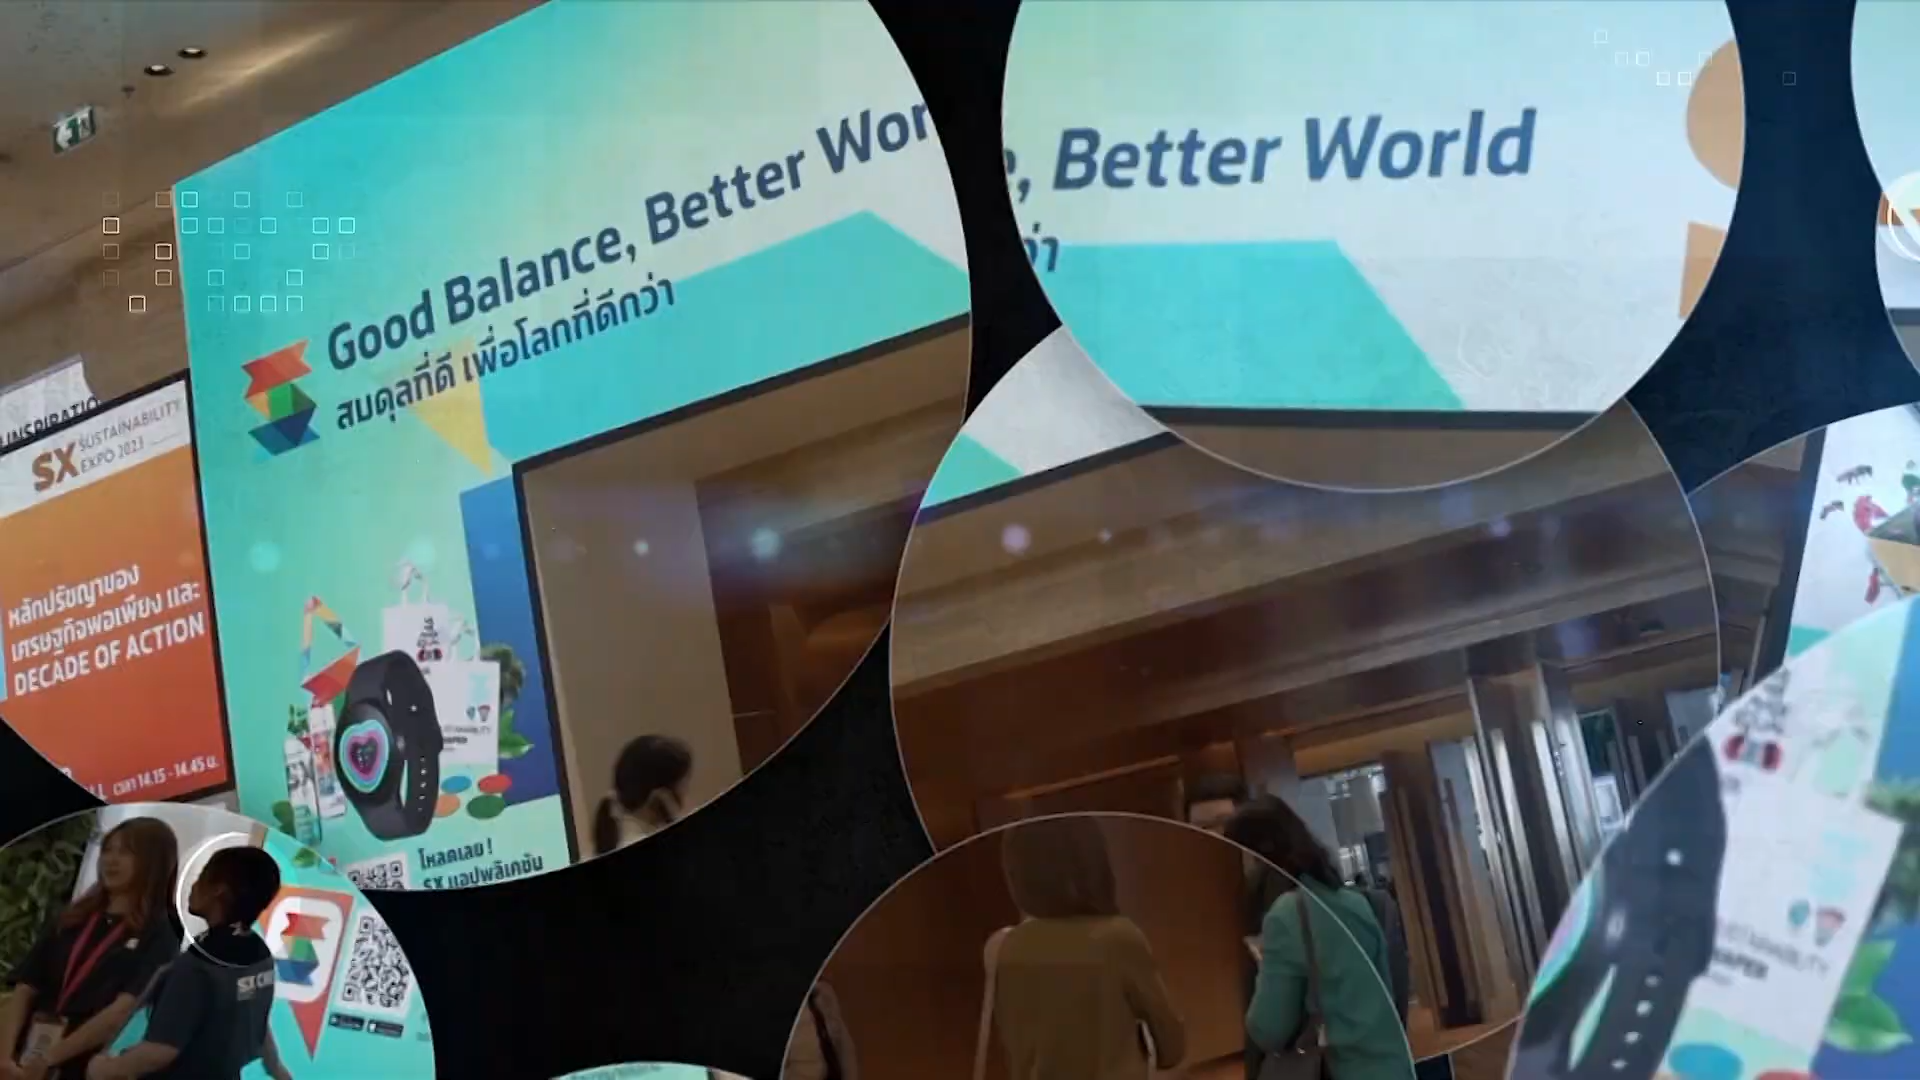 Good Balance, Better Wor
สมดุลที่ดี เพื่อโลกที่ดีกว่า
, Better World
ว่า
INSPIRATIO
SX SUSTAINABILITY
EXPO 2023
หลักปรัชญาของ
เศรษฐกิจพอเพียง และ
DECADE OF ACTION
เวลา 14.15 - 14.45 น.
โหลดเลย !
SX แอปพลิเคชัน
SX